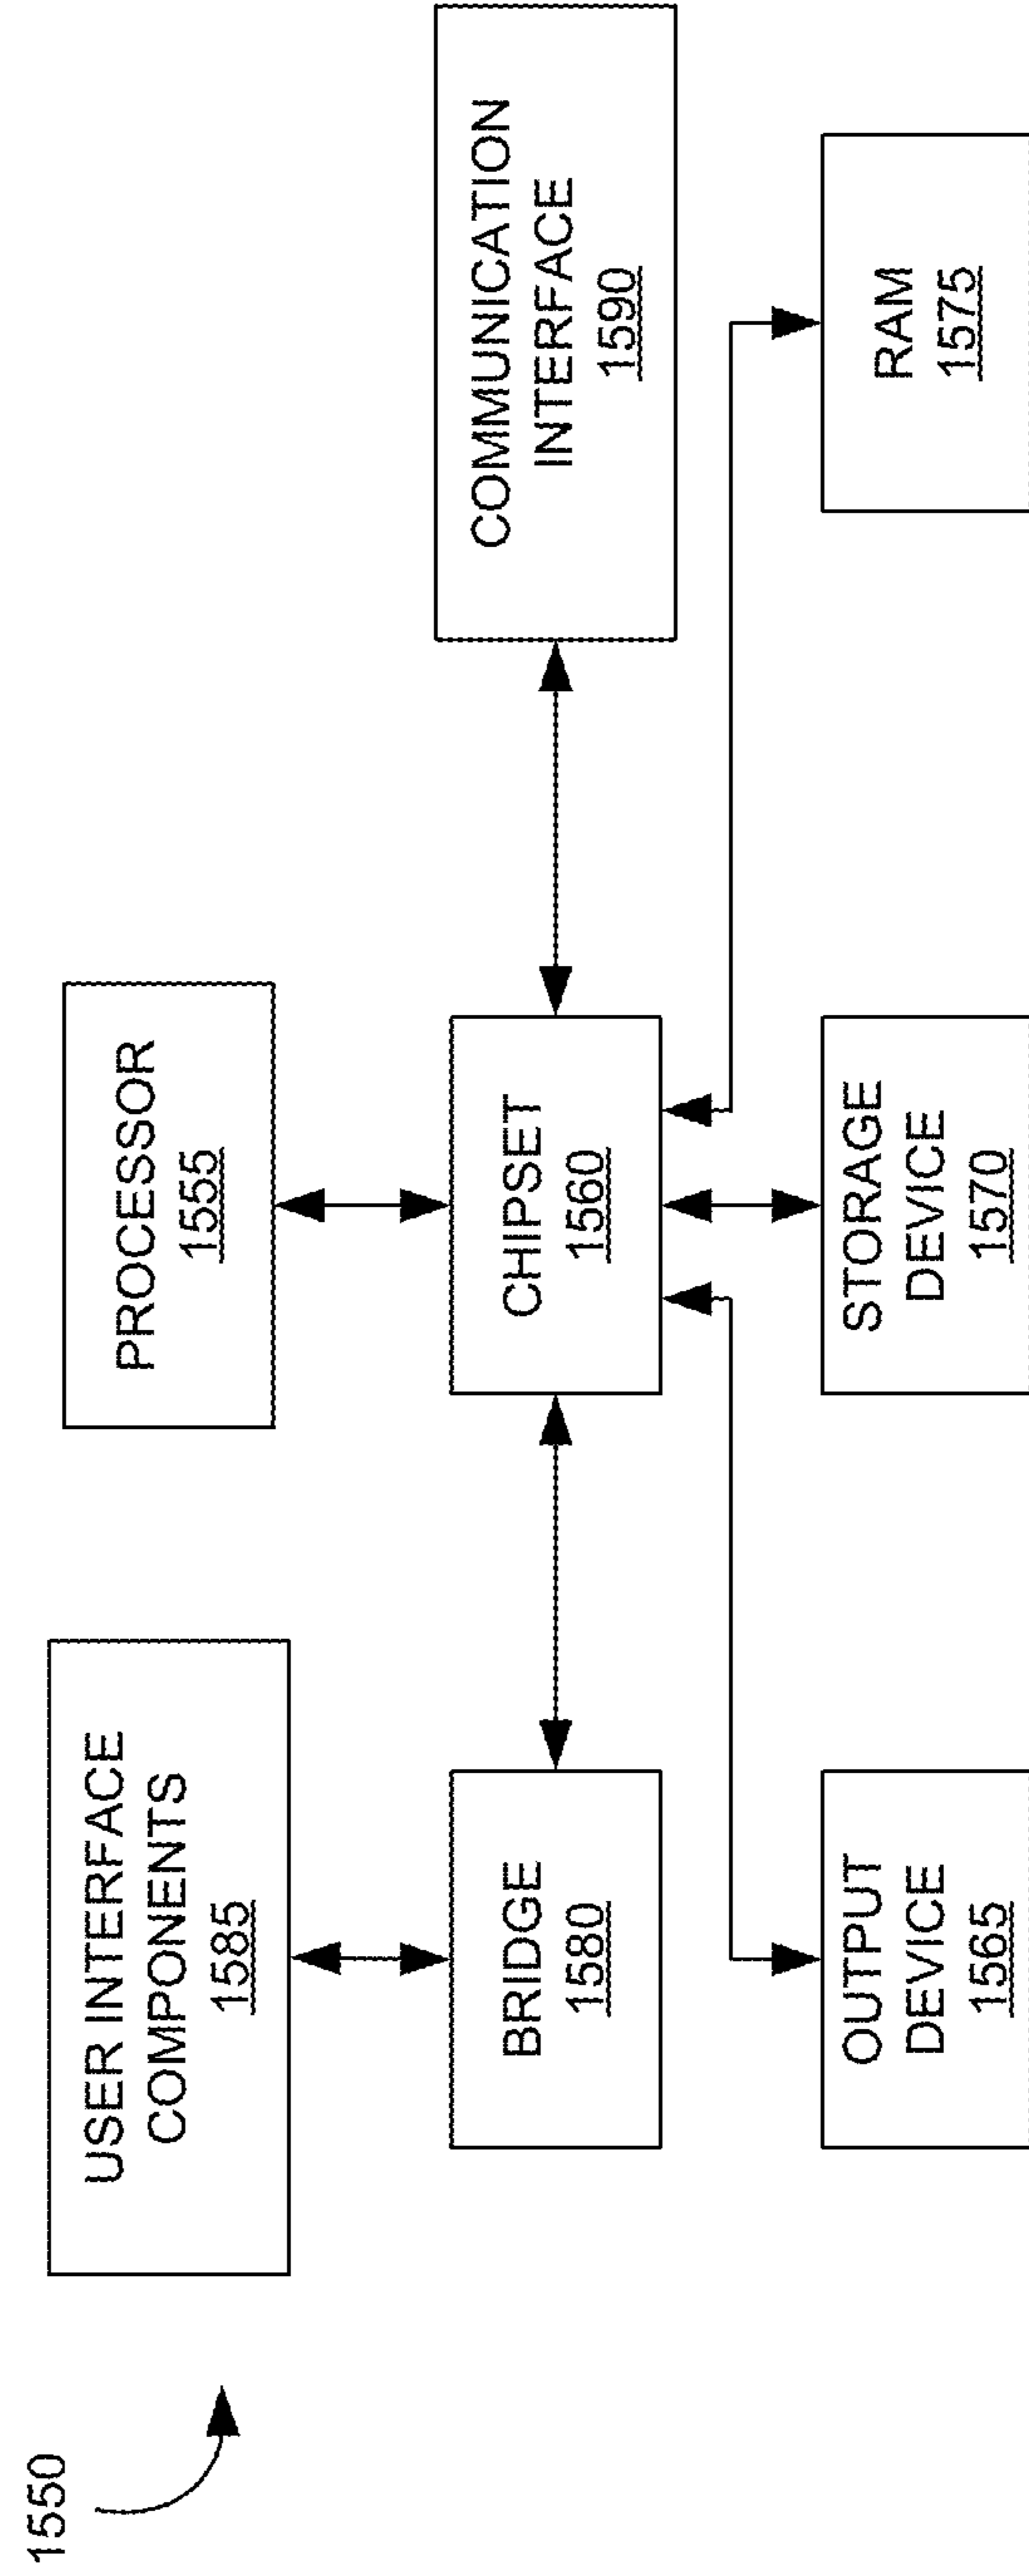 1550
USER INTERFACE
COMPONENTS
1585
PROCESSOR
1555
BRIDGE
1580
CHIPSET
1560
COMMUNICATION
INTERFACE
1590
OUTPUT
DEVICE
1565
STORAGE
DEVICE
1570
RAM
1575